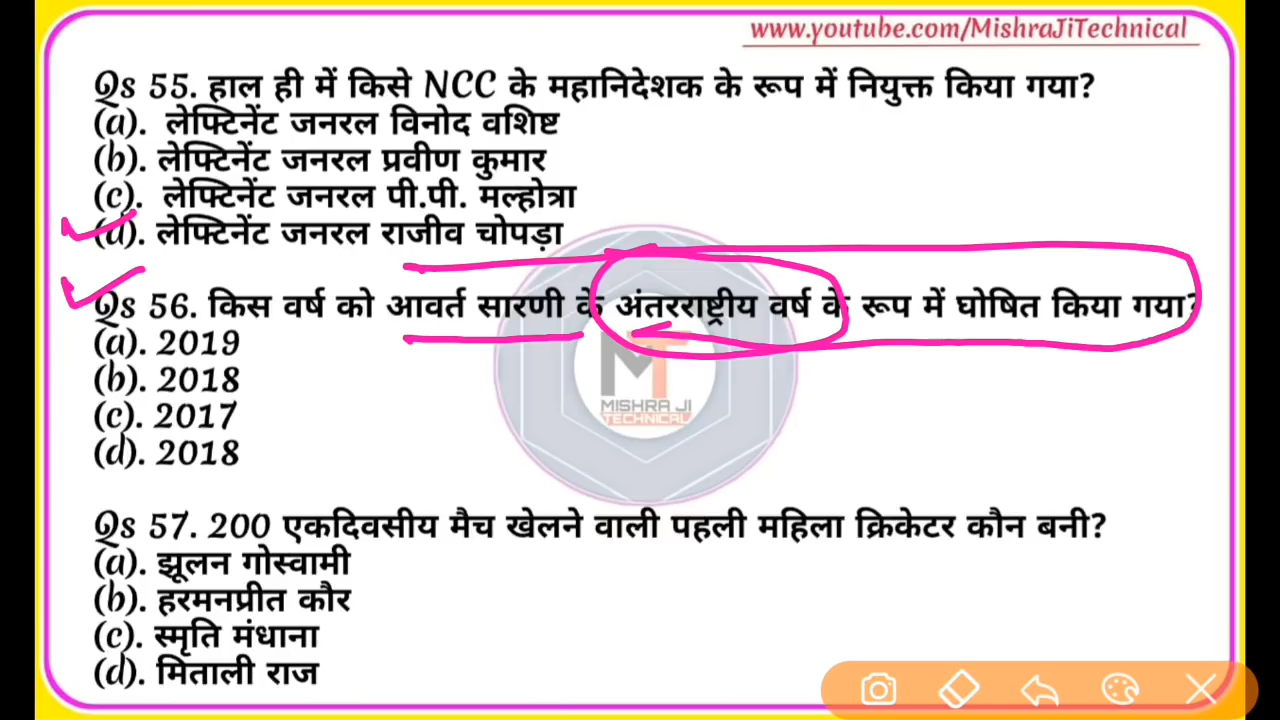 www.youtube.com/MishraJiTechnical
Qs 55. हाल ही में किसे NCC के महानिदेशक के रूप में नियुक्त किया गया?
(a). लेफ्टिनेंट जनरल विनोद वशिष्ट
(b). लेफ्टिनेंट जनरल प्रवीण कुमार
(c). लेफ्टिनेंट जनरल पी.पी. मल्होत्रा
(d). लेफ्टिनेंट जनरल राजीव चोपड़ा
Qs 56. किस वर्ष को आवर्त सारणी के अंतरराष्ट्रीय वर्ष के रूप में घोषित किया गया?
(a). 2019
(b). 2018
(c). 2017
(d). 2018
MT
MISHRA JI
TECHNICAL
Qs 57. 200 एकदिवसीय मैच खेलने वाली पहली महिला क्रिकेटर कौन बनी?
(a). झूलन गोस्वामी
(b). हरमनप्रीत कौर
(c). स्मृति मंधाना
(d). मिताली राज